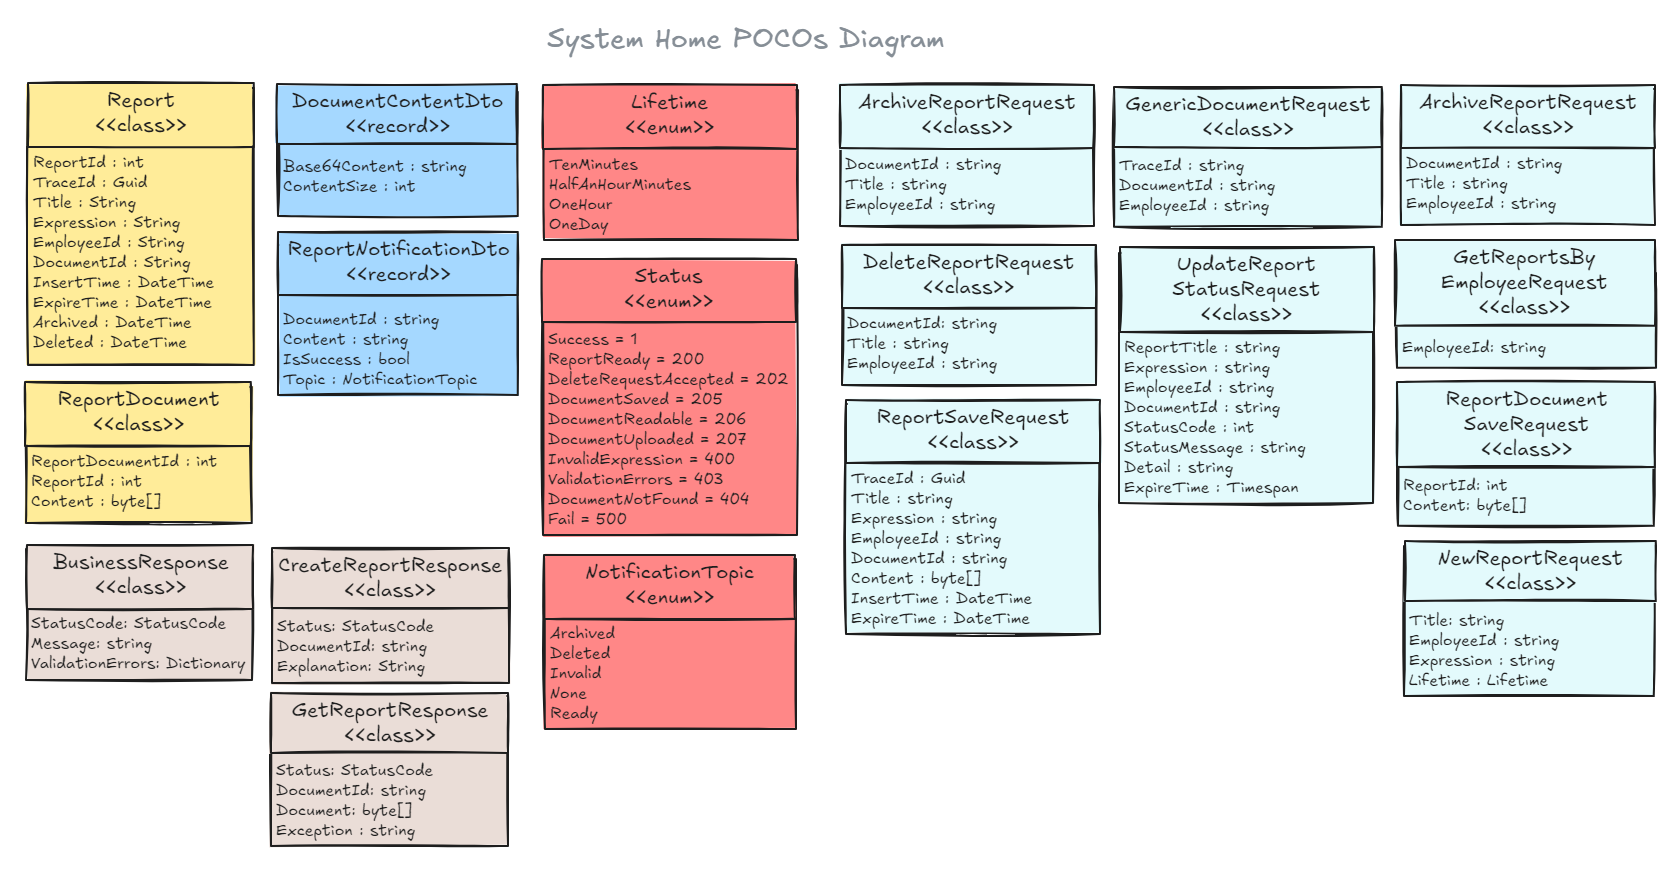 System Home POCOs Diagram
Report
<<class>>
ReportId : int
TraceId : Guid
Title : String
Expression : String
EmployeeId : String
DocumentId : String
InsertTime : DateTime
ExpireTime : DateTime
Archived : DateTime
Deleted : DateTime
ReportDocument
<<class>>
ReportDocumentId : int
ReportId : int
Content : byte[]
BusinessResponse
<<class>>
StatusCode: StatusCode
Message: string
ValidationErrors: Dictionary
DocumentContentDto
<<record>>
Base64Content : string
ContentSize : int
ReportNotificationDto
<<record>>
DocumentId : string
Content : string
IsSuccess : bool
Topic : NotificationTopic
CreateReportResponse
<<class>>
Status: StatusCode
DocumentId: string
Explanation: String
GetReportResponse
<<class>>
Status: StatusCode
DocumentId: string
Document: byte[]
Exception : string
Lifetime
<<enum>>
TenMinutes
HalfAnHourMinutes
OneHour
OneDay
Status
<<enum>>
Success = 1
ReportReady = 200
DeleteRequestAccepted = 202
DocumentSaved = 205
DocumentReadable = 206
DocumentUploaded = 207
InvalidExpression = 400
ValidationErrors = 403
DocumentNotFound = 404
Fail = 500
NotificationTopic
<<enum>>
Archived
Deleted
Invalid
None
Ready
ArchiveReportRequest
<<class>>
DocumentId : string
Title : string
EmployeeId : string
DeleteReportRequest
<<class>>
DocumentId: string
Title : string
EmployeeId : string
ReportSaveRequest
<<class>>
TraceId : Guid
Title : string
Expression : string
EmployeeId : string
DocumentId : string
Content : byte[]
InsertTime : DateTime
ExpireTime : DateTime
GenericDocumentRequest
<<class>>
TraceId : string
DocumentId : string
EmployeeId : string
UpdateReport
StatusRequest
<<class>>
ReportTitle : string
Expression : string
EmployeeId : string
DocumentId : string
StatusCode : int
StatusMessage : string
Detail : string
ExpireTime : Timespan
ArchiveReportRequest
<<class>>
DocumentId : string
Title : string
EmployeeId : string
GetReportsBy
EmployeeRequest
<<class>>
EmployeeId: string
ReportDocument
SaveRequest
<<class>>
ReportId: int
Content: byte[]
NewReportRequest
<<class>>
Title: string
EmployeeId : string
Expression : string
Lifetime : Lifetime